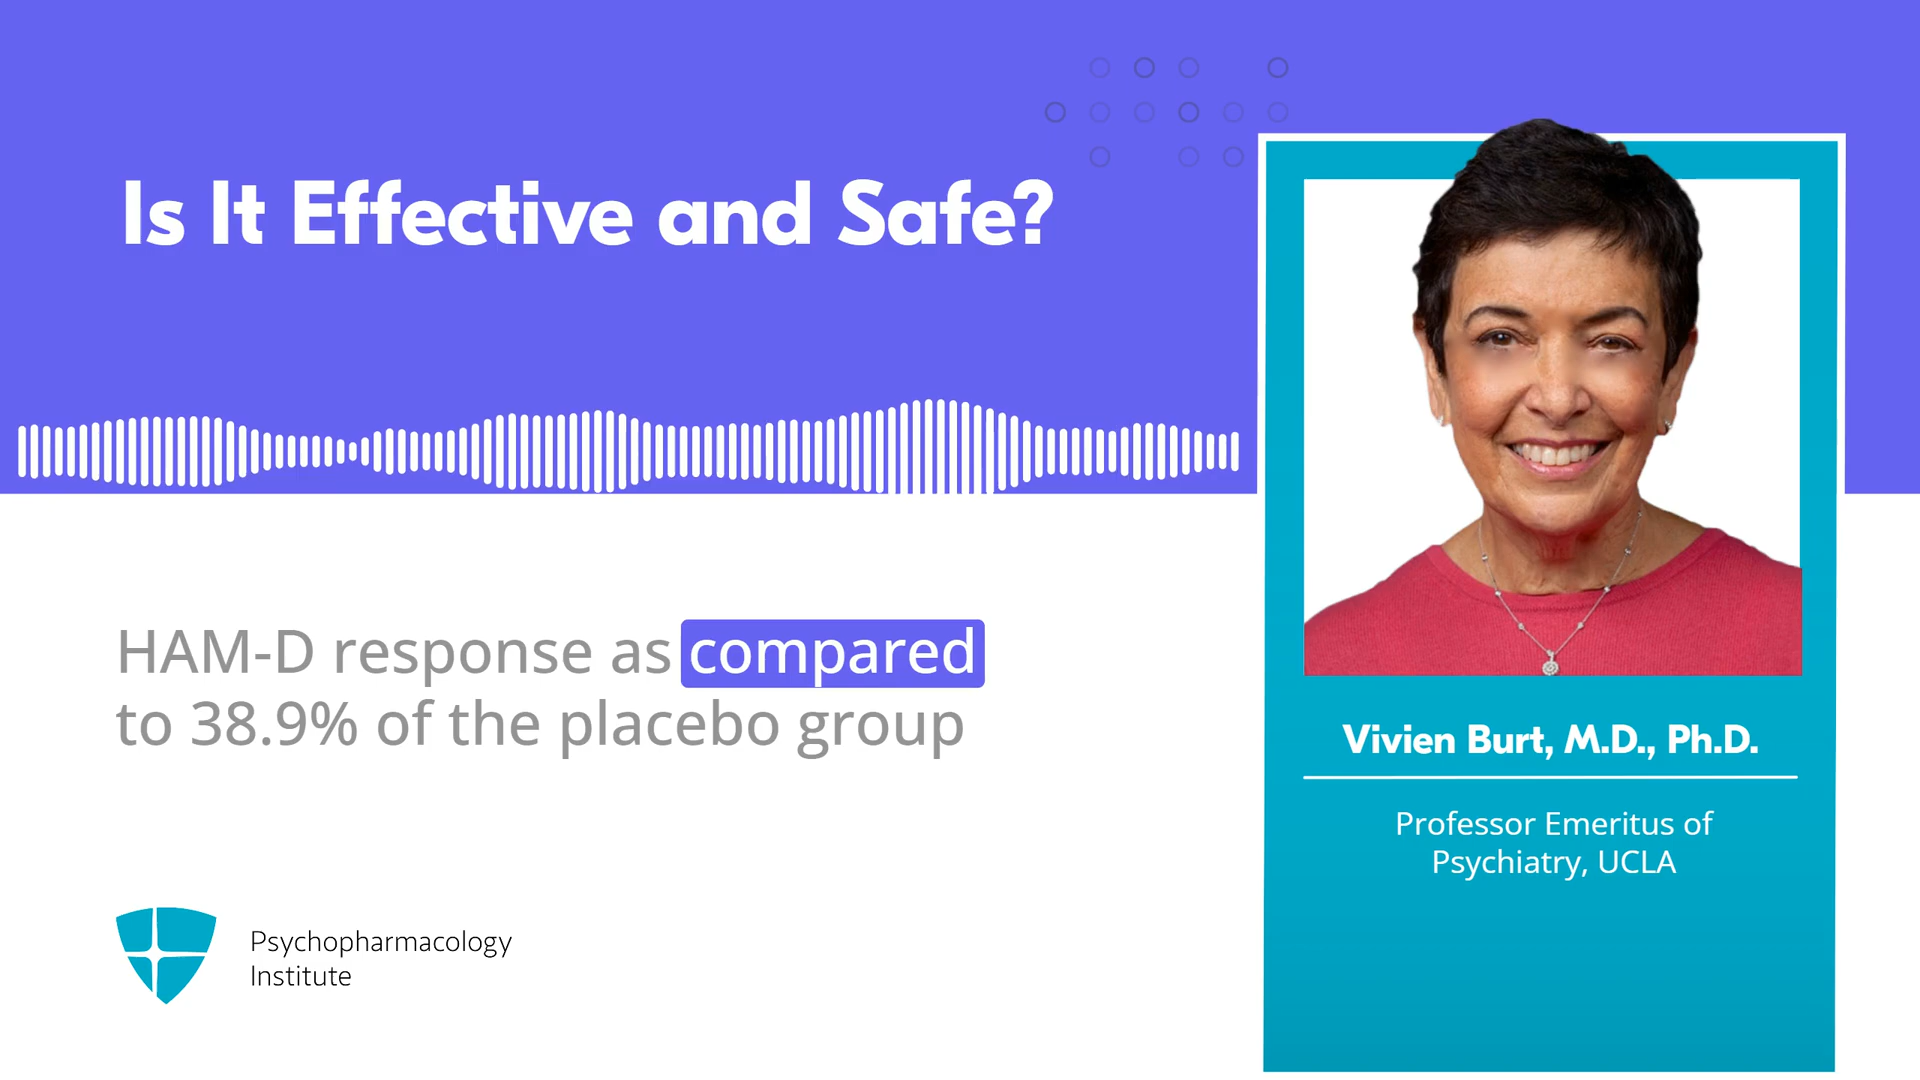 Is It Effective and Safe?
HAM-D response as compared
to 38.9% of the placebo group
Vivien Burt, M.D., Ph.D.
Professor Emeritus of
Psychiatry, UCLA
Psychopharmacology
Institute